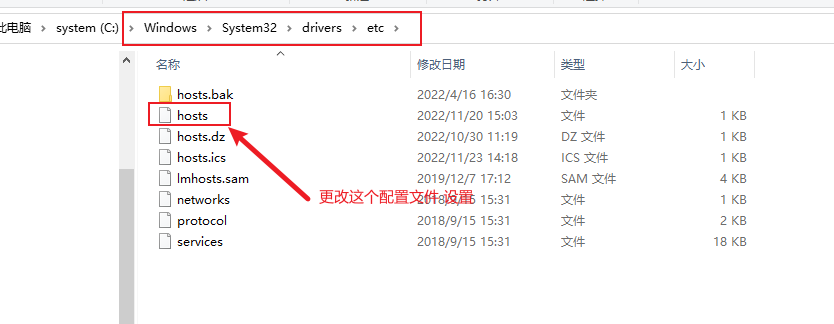 此电脑 > system (C:) > Windows > System32 > drivers > etc >
名称 修改日期 类型 大小
hosts.bak 2022/4/16 16:30 文件夹
hosts 2022/11/20 15:03 文件 1 KB
hosts.dz 2022/10/30 11:19 DZ 文件 1 KB
hosts.ics 2022/11/23 14:18 ICS 文件 1 KB
lmhosts.sam 2019/12/7 17:12 SAM 文件 4 KB
更改这个配置文件 设置
networks 2018/9/15 15:31 文件 1 KB
protocol 2018/9/15 15:31 文件 2 KB
services 2018/9/15 15:31 文件 18 KB